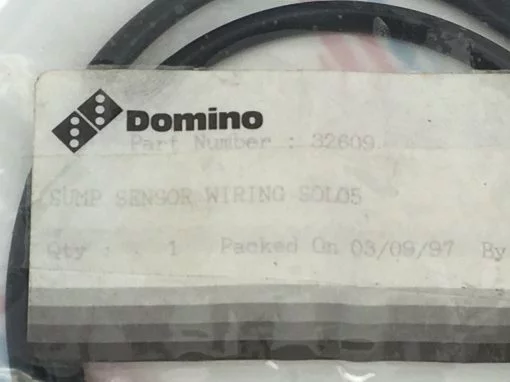 Domino
Part Number : 32609
SUMP SENSOR WIRING SOLO5
Qty : 1 Packed On 03/09/97 By